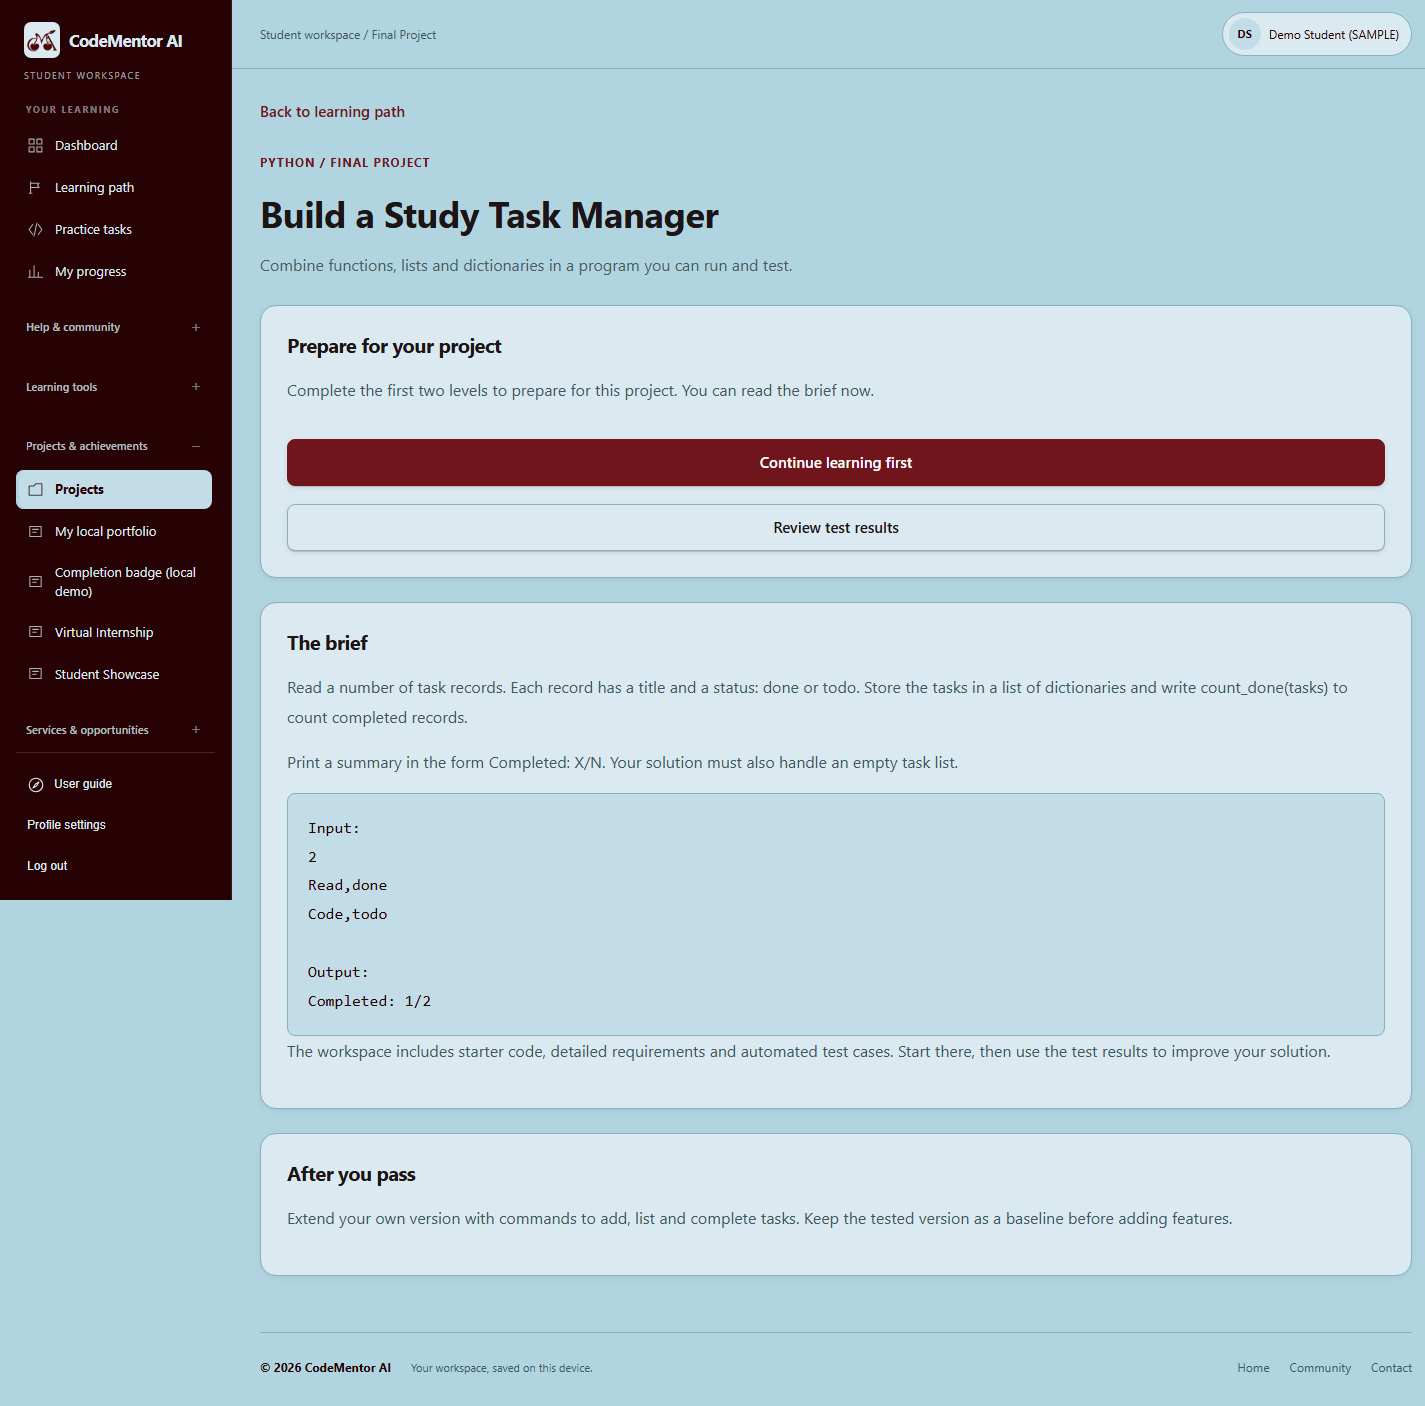 CodeMentor AI
STUDENT WORKSPACE
YOUR LEARNING
Dashboard
Learning path
Practice tasks
My progress
Help & community +
Learning tools +
Projects & achievements −
Projects
My local portfolio
Completion badge (local
demo)
Virtual Internship
Student Showcase
Services & opportunities +
User guide
Profile settings
Log out
Student workspace / Final Project
DS Demo Student (SAMPLE)
Back to learning path
PYTHON / FINAL PROJECT
Build a Study Task Manager
Combine functions, lists and dictionaries in a program you can run and test.
Prepare for your project
Complete the first two levels to prepare for this project. You can read the brief now.
Continue learning first
Review test results
The brief
Read a number of task records. Each record has a title and a status: done or todo. Store the tasks in a list of dictionaries and write count_done(tasks) to
count completed records.
Print a summary in the form Completed: X/N. Your solution must also handle an empty task list.
Input:
2
Read,done
Code,todo
Output:
Completed: 1/2
The workspace includes starter code, detailed requirements and automated test cases. Start there, then use the test results to improve your solution.
After you pass
Extend your own version with commands to add, list and complete tasks. Keep the tested version as a baseline before adding features.
© 2026 CodeMentor AI Your workspace, saved on this device. Home Community Contact